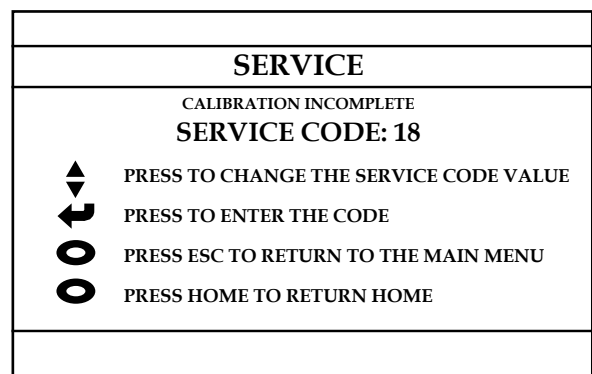 SERVICE
CALIBRATION INCOMPLETE
SERVICE CODE: 18
PRESS TO CHANGE THE SERVICE CODE VALUE
PRESS TO ENTER THE CODE
PRESS ESC TO RETURN TO THE MAIN MENU
PRESS HOME TO RETURN HOME